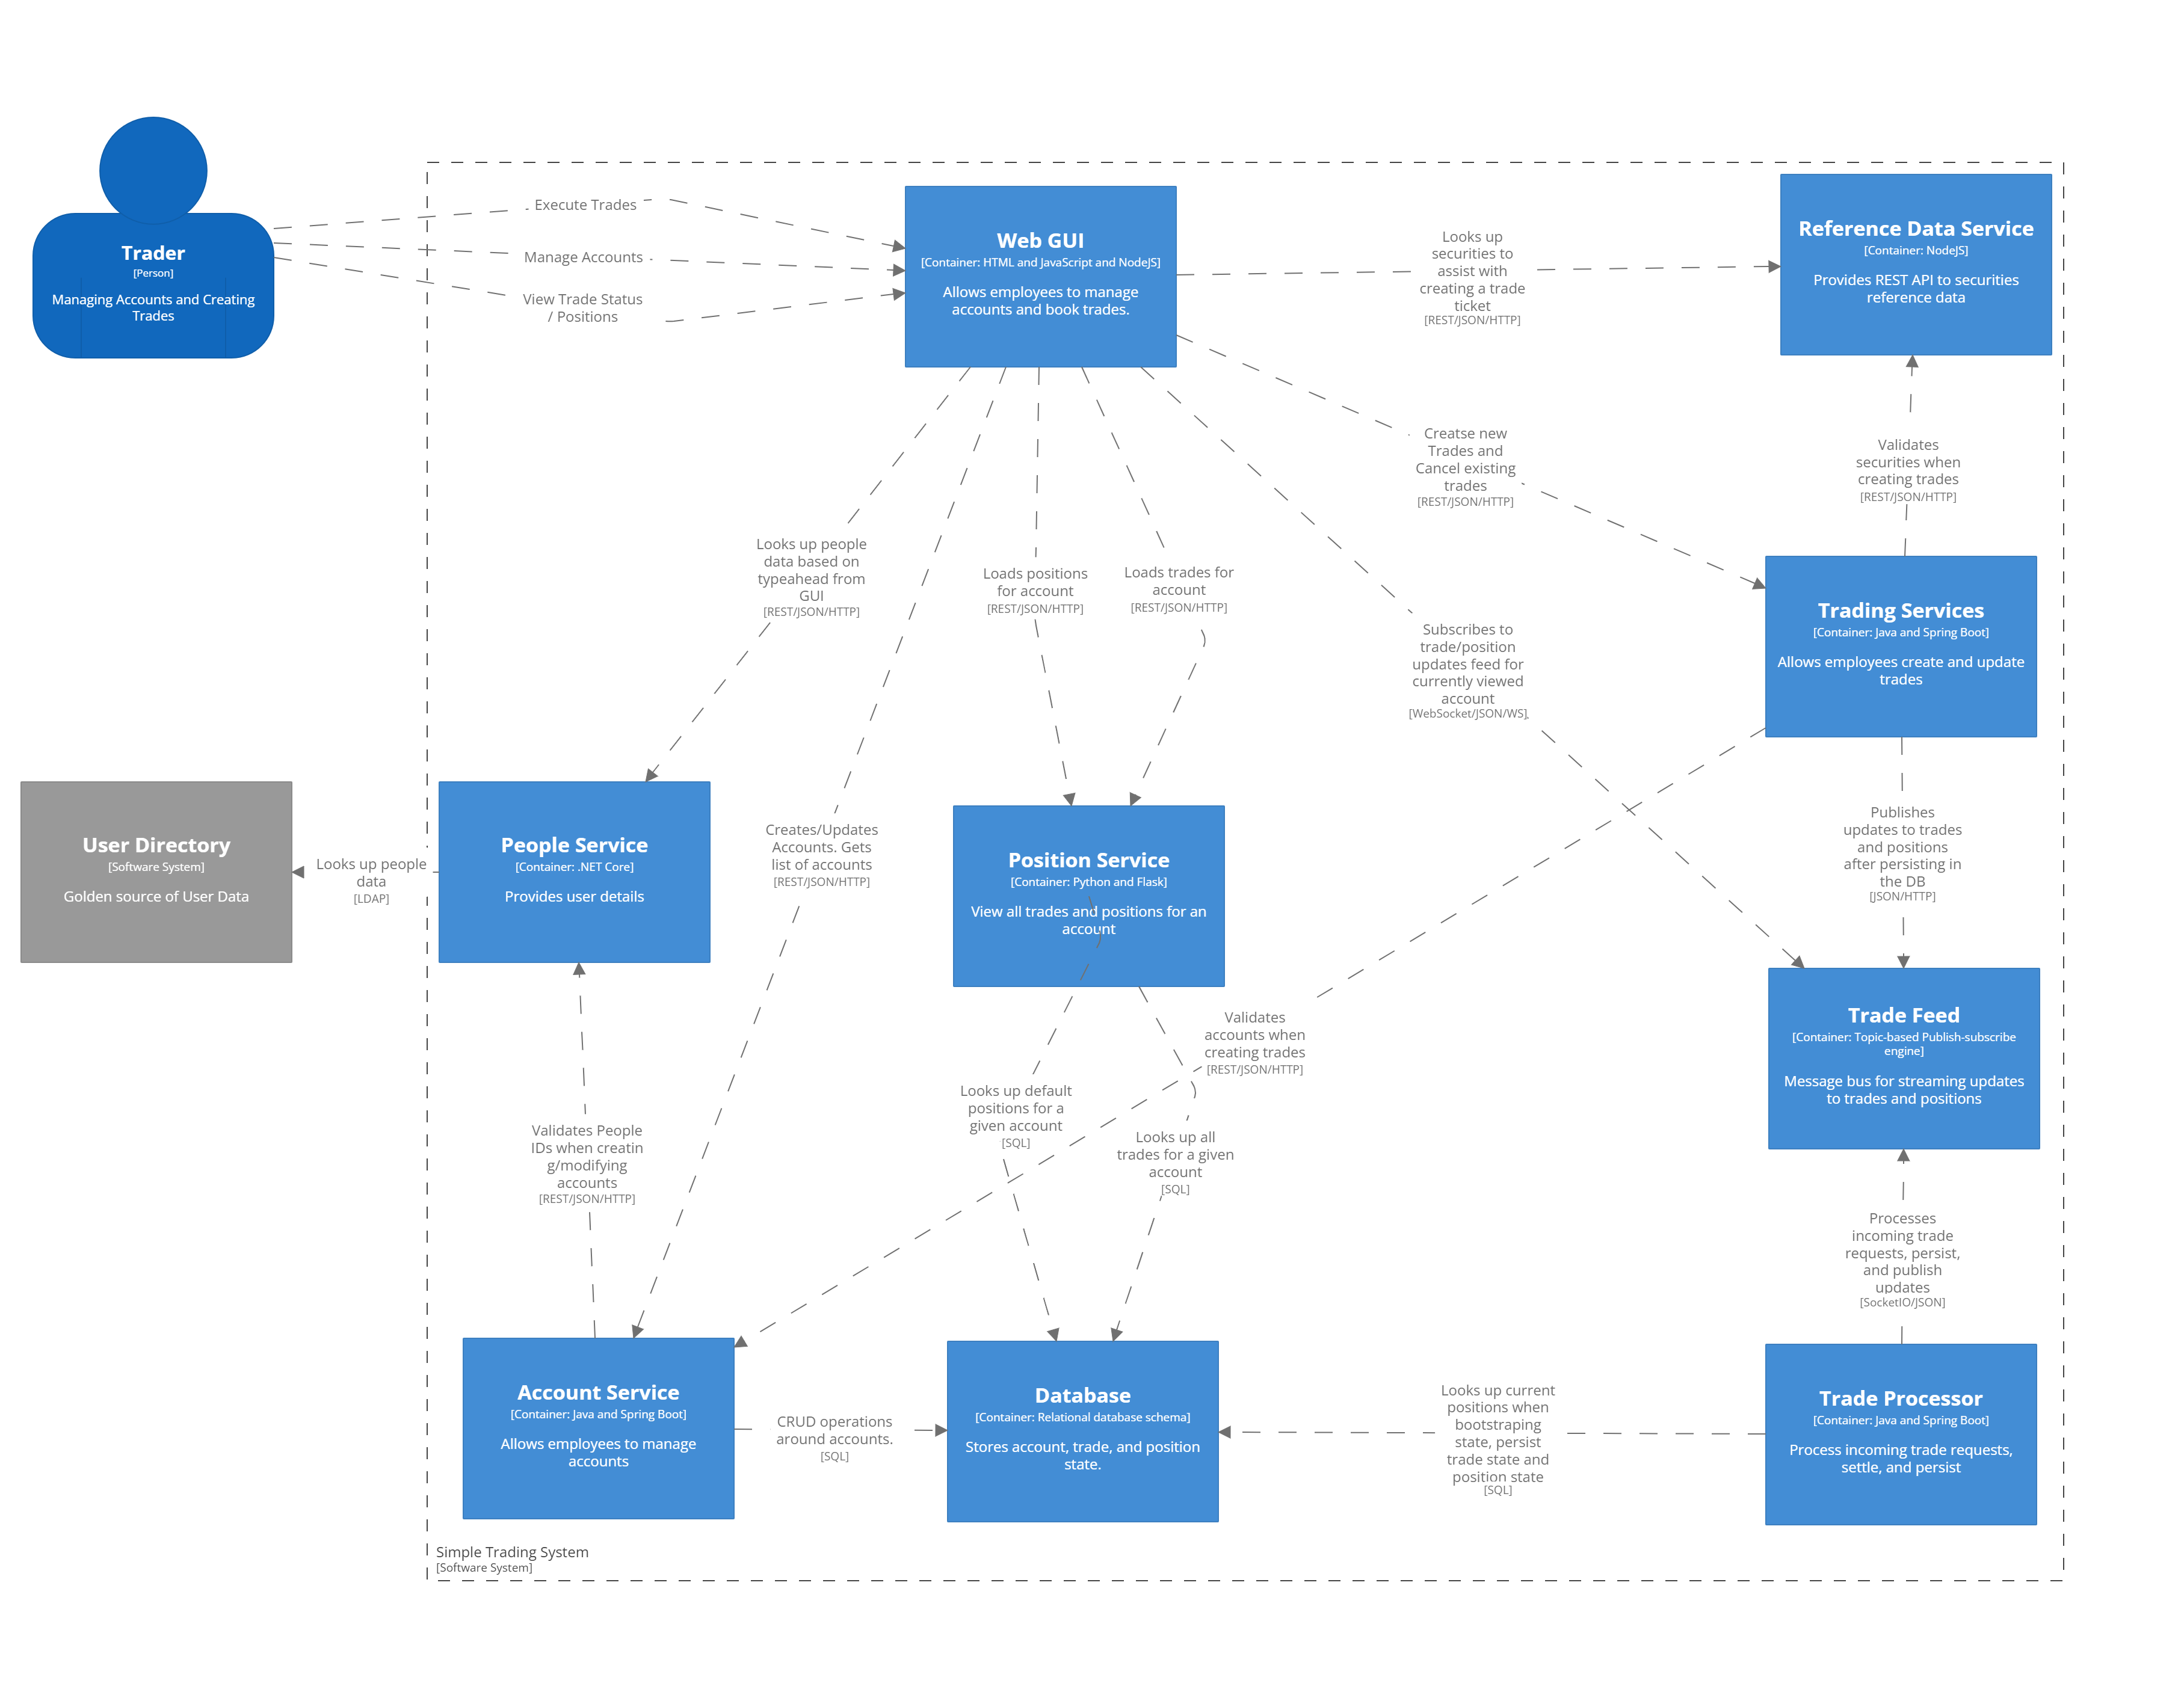 Trader
[Person]
Managing Accounts and Creating
Trades
Execute Trades
Manage Accounts
View Trade Status
/ Positions
Web GUI
[Container: HTML and JavaScript and NodeJS]
Allows employees to manage
accounts and book trades.
Looks up
securities to
assist with
creating a trade
ticket
[REST/JSON/HTTP]
Reference Data Service
[Container: NodeJS]
Provides REST API to securities
reference data
Creatse new
Trades and
Cancel existing
trades
[REST/JSON/HTTP]
Validates
securities when
creating trades
[REST/JSON/HTTP]
Looks up people
data based on
typeahead from
GUI
[REST/JSON/HTTP]
Loads positions
for account
[REST/JSON/HTTP]
Loads trades for
account
[REST/JSON/HTTP]
Subscribes to
trade/position
updates feed for
currently viewed
account
[WebSocket/JSON/WS]
Trading Services
[Container: Java and Spring Boot]
Allows employees create and update
trades
User Directory
[Software System]
Golden source of User Data
Looks up people
data
[LDAP]
People Service
[Container: .NET Core]
Provides user details
Creates/Updates
Accounts. Gets
list of accounts
[REST/JSON/HTTP]
Position Service
[Container: Python and Flask]
View all trades and positions for an
account
Publishes
updates to trades
and positions
after persisting in
the DB
[JSON/HTTP]
Validates
accounts when
creating trades
[REST/JSON/HTTP]
Trade Feed
[Container: Topic-based Publish-subscribe
engine]
Message bus for streaming updates
to trades and positions
Looks up default
positions for a
given account
[SQL]
Looks up all
trades for a given
account
[SQL]
Validates People
IDs when creatin
g/modifying
accounts
[REST/JSON/HTTP]
Processes
incoming trade
requests, persist,
and publish
updates
[SocketIO/JSON]
Account Service
[Container: Java and Spring Boot]
Allows employees to manage
accounts
CRUD operations
around accounts.
[SQL]
Database
[Container: Relational database schema]
Stores account, trade, and position
state.
Looks up current
positions when
bootstraping
state, persist
trade state and
position state
[SQL]
Trade Processor
[Container: Java and Spring Boot]
Process incoming trade requests,
settle, and persist
Simple Trading System
[Software System]